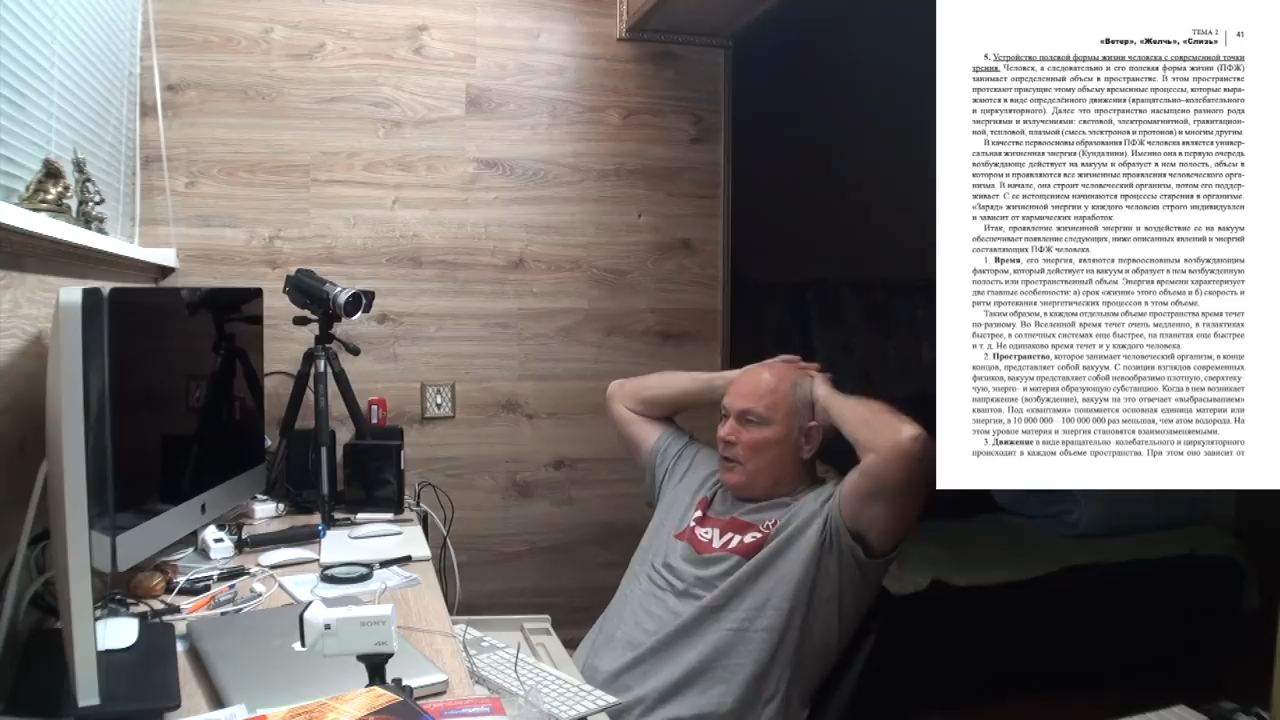 ТЕМА 2
«Ветер», «Желчь», «Слизь»
41
5. Устройство полевой формы жизни человека с современной точки
зрения. Человек, а следовательно и его полевая форма жизни (ПФЖ)
занимает определенный объем в пространстве. В этом пространстве
протекают присущие этому объему временные процессы, которые выра-
жаются в виде определённого движения (вращательно–колебательного
и циркуляторного). Далее это пространство насыщено разного рода
энергиями и излучениями: световой, электромагнитной, гравитацион-
ной, тепловой, плазмой (смесь электронов и протонов) и многим другим.
В качестве первоосновы образования ПФЖ человека является универ-
сальная жизненная энергия (Кундалини). Именно она в первую очередь
возбуждающе действует на вакуум и образует в нем полость, объем в
котором и проявляются все жизненные проявления человеческого орга-
низма. В начале, она строит человеческий организм, потом его поддер-
живает. С ее истощением начинаются процессы старения в организме.
«Заряд» жизненной энергии у каждого человека строго индивидуален
и зависит от кармических наработок.
Итак, проявление жизненной энергии и воздействие ее на вакуум
обеспечивает появление следующих, ниже описанных явлений и энергий
составляющих ПФЖ человека.
1. Время, его энергия, являются первоосновным возбуждающим
фактором, который действует на вакуум и образует в нем возбужденную
полость или пространственный объем. Энергия времени характеризует
две главные особенности: а) срок «жизни» этого объема и б) скорость и
ритм протекания энергетических процессов в этом объеме.
Таким образом, в каждом отдельном объеме пространства время течет
по-разному. Во Вселенной время течет очень медленно, в галактиках
быстрее, в солнечных системах еще быстрее, на планетах еще быстрее
и т. д. Не одинаково время течет и у каждого человека.
2. Пространство, которое занимает человеческий организм, в конце
концов, представляет собой вакуум. С позиции взглядов современных
физиков, вакуум представляет собой невообразимо плотную, сверхтеку-
чую, энерго- и материя образующую субстанцию. Когда в нем возникает
напряжение (возбуждение), вакуум на это отвечает «выбрасыванием»
квантов. Под «квантами» понимается основная единица материи или
энергии, в 10 000 000 – 100 000 000 раз меньшая, чем атом водорода. На
этом уровне материя и энергия становятся взаимозаменяемыми.
3. Движение в виде вращательно–колебательного и циркуляторного
происходит в каждом объеме пространства. При этом оно зависит от
Levi's
®
SONY
4K